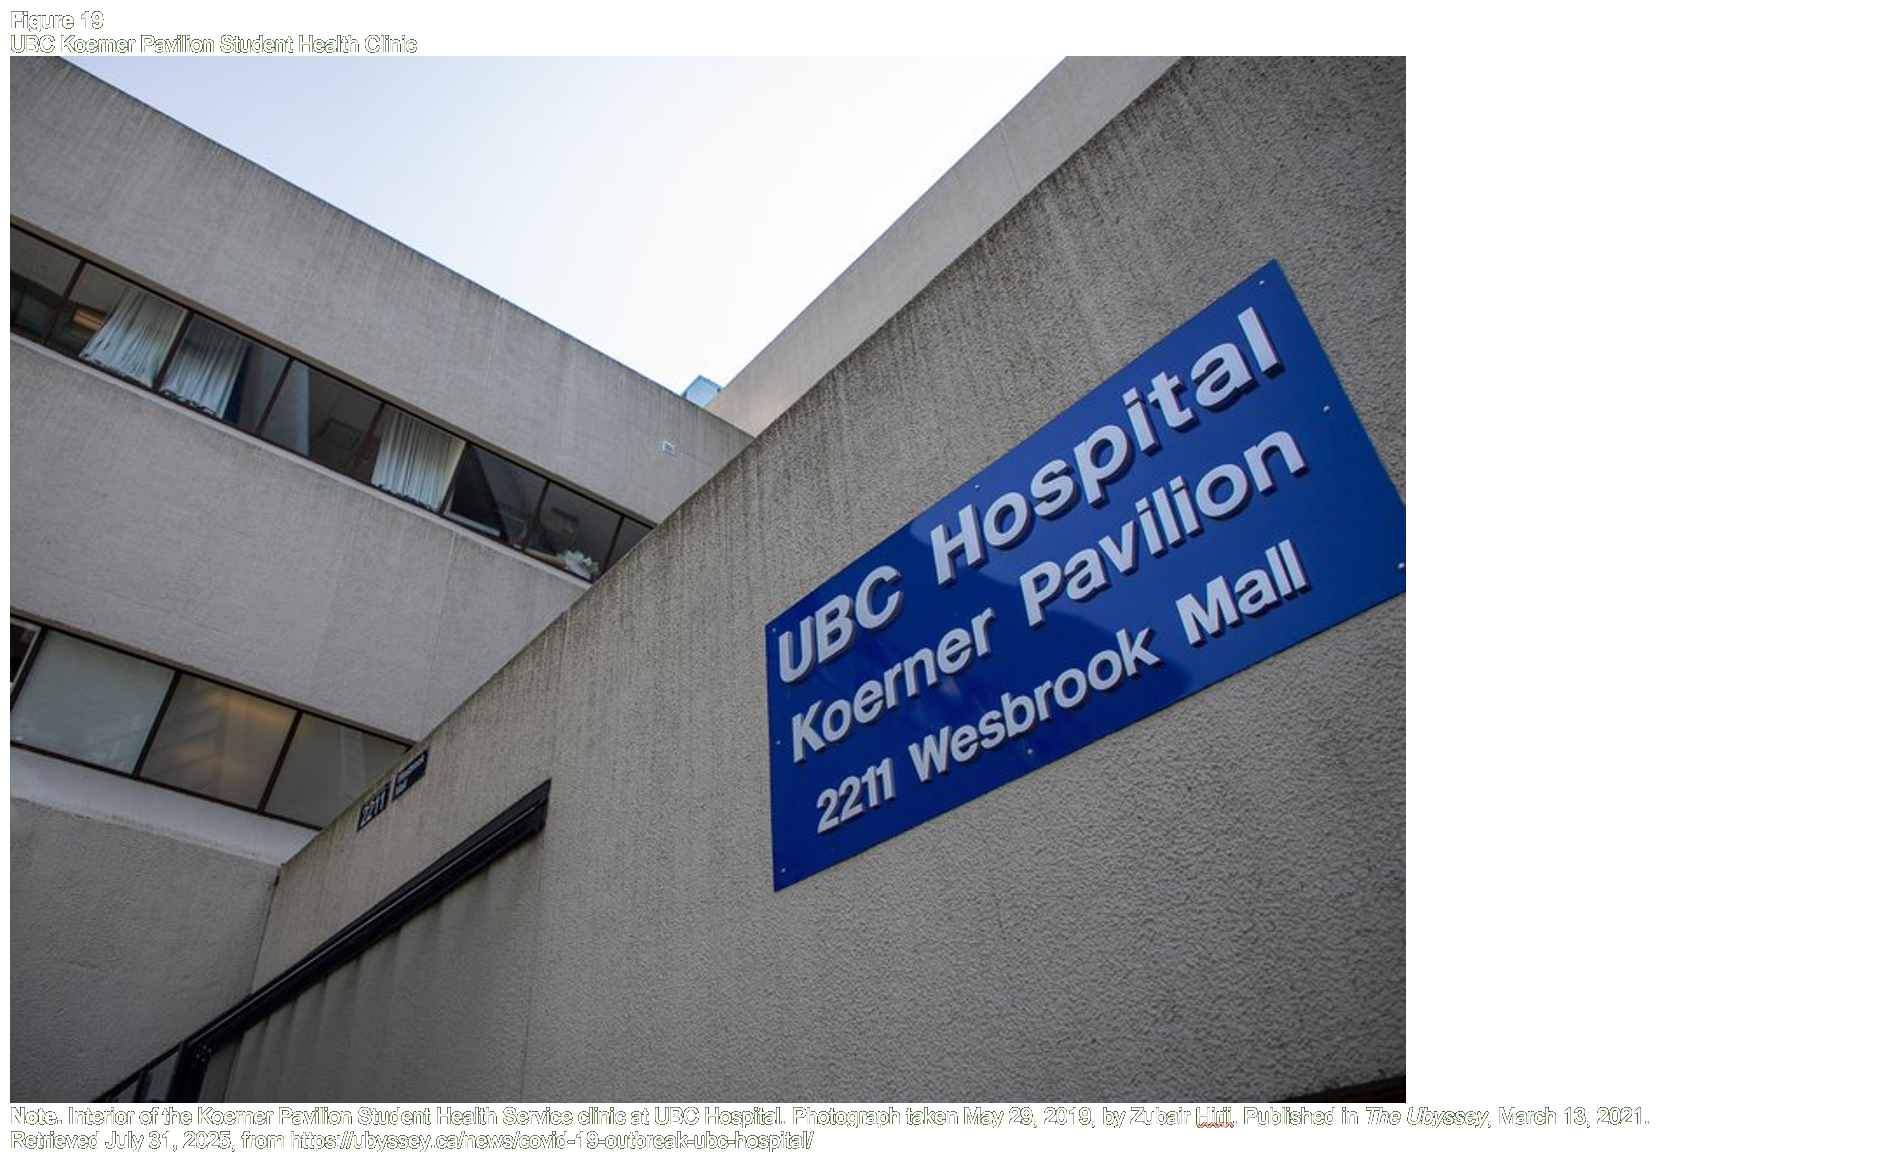 Figure 19
UBC Koerner Pavilion Student Health Clinic
UBC Hospital
Koerner Pavilion
2211 Wesbrook Mall
2211
Note. Interior of the Koerner Pavilion Student Health Service clinic at UBC Hospital. Photograph taken May 29, 2019, by Zubair Hirji. Published in The Ubyssey, March 13, 2021.
Retrieved July 31, 2025, from https://ubyssey.ca/news/covid-19-outbreak-ubc-hospital/